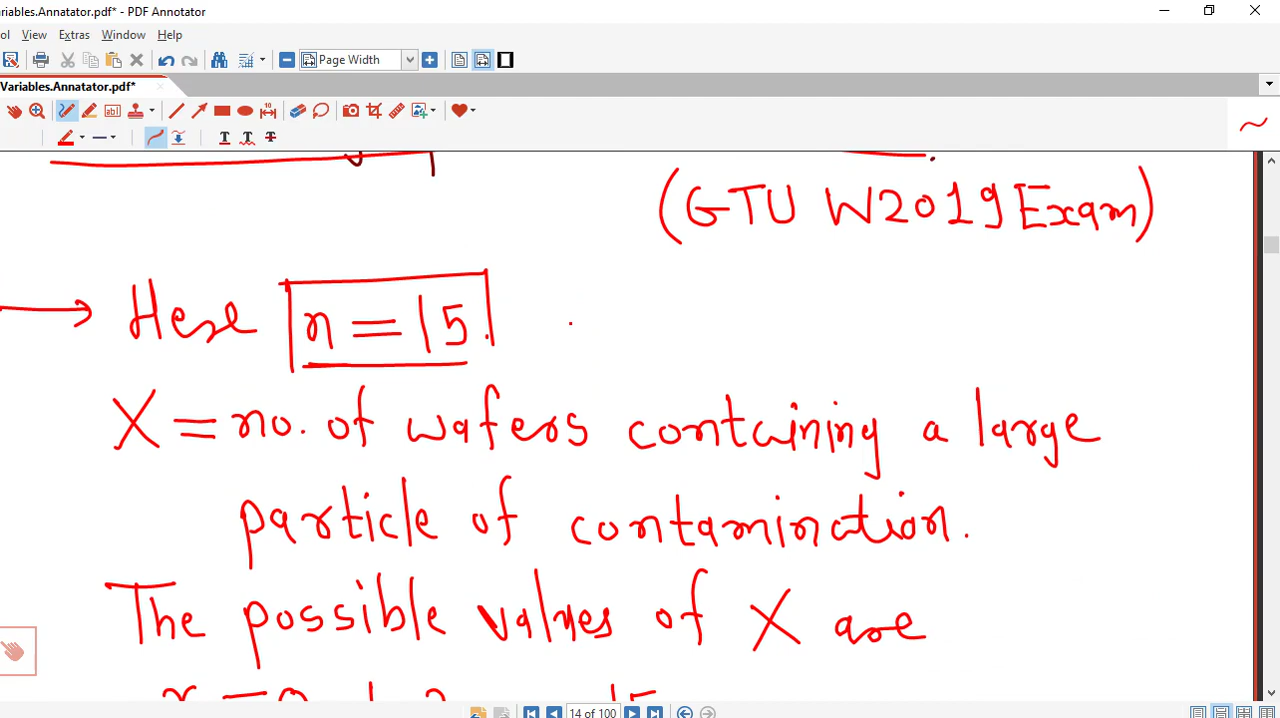 ariables.Annatator.pdf* - PDF Annotator
ol View Extras Window Help
Page Width
Variables.Annatator.pdf*
(GTU W2019 Exam)
Here n = 15.
X = no. of wafers containing a large
particle of contamination.
The possible values of X are
14 of 100